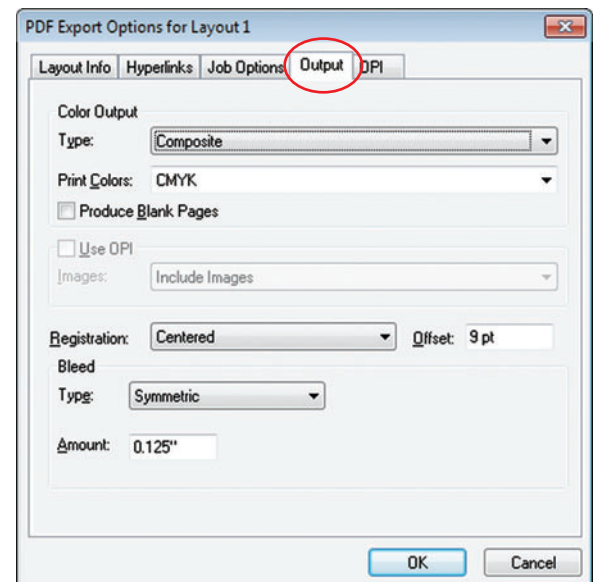 PDF Export Options for Layout 1
Layout Info Hyperlinks Job Options Output OPI
Color Output
Type: Composite
Print Colors: CMYK
Produce Blank Pages
Use OPI
Images: Include Images
Registration: Centered Offset: 9 pt
Bleed
Type: Symmetric
Amount: 0.125"
OK Cancel